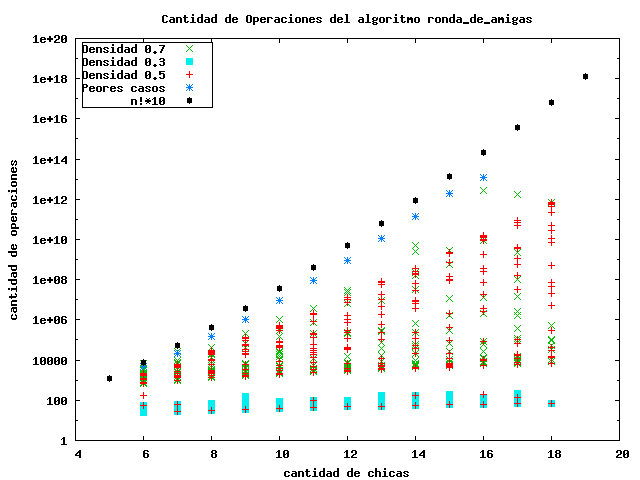 Cantidad de Operaciones del algoritmo ronda_de_amigas
1e+20
1e+18
1e+16
1e+14
1e+12
1e+10
1e+08
1e+06
10000
100
1
Densidad 0.7
Densidad 0.3
Densidad 0.5
Peores casos
n!*10
cantidad de operaciones
4 6 8 10 12 14 16 18 20
cantidad de chicas